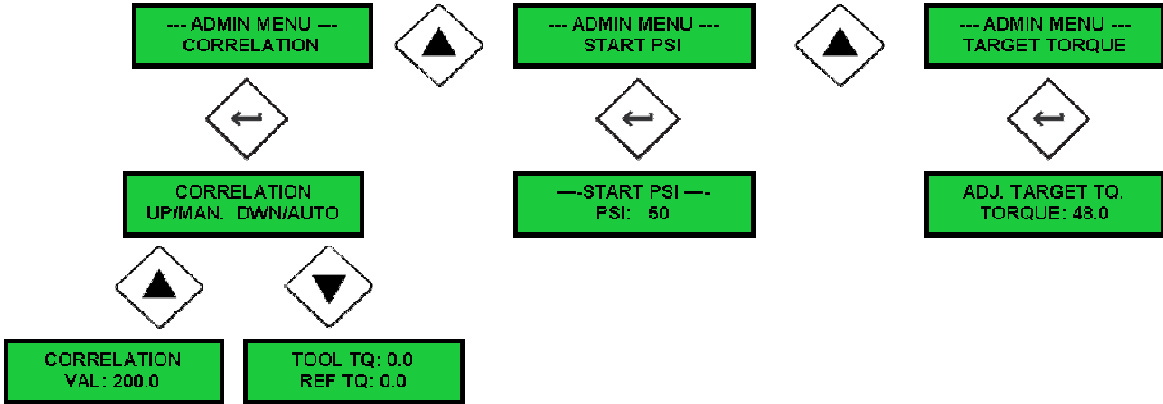 --- ADMIN MENU ---
CORRELATION
--- ADMIN MENU ---
START PSI
--- ADMIN MENU ---
TARGET TORQUE
CORRELATION
UP/MAN. DWN/AUTO
----START PSI----
PSI: 50
ADJ. TARGET TQ.
TORQUE: 48.0
CORRELATION
VAL: 200.0
TOOL TQ: 0.0
REF TQ: 0.0